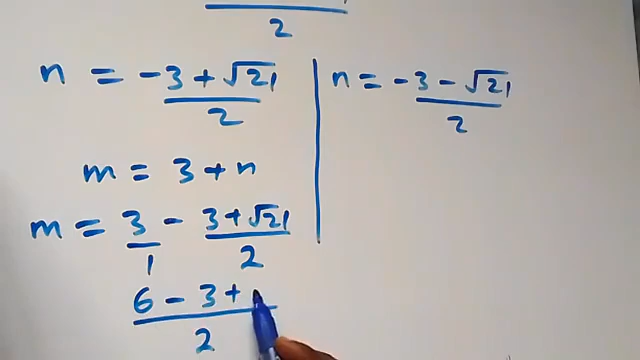 2
n = -3 + √21 / 2
n = -3 - √21 / 2
m = 3 + n
m = 3/1 - 3 + √21 / 2
6 - 3 + / 2